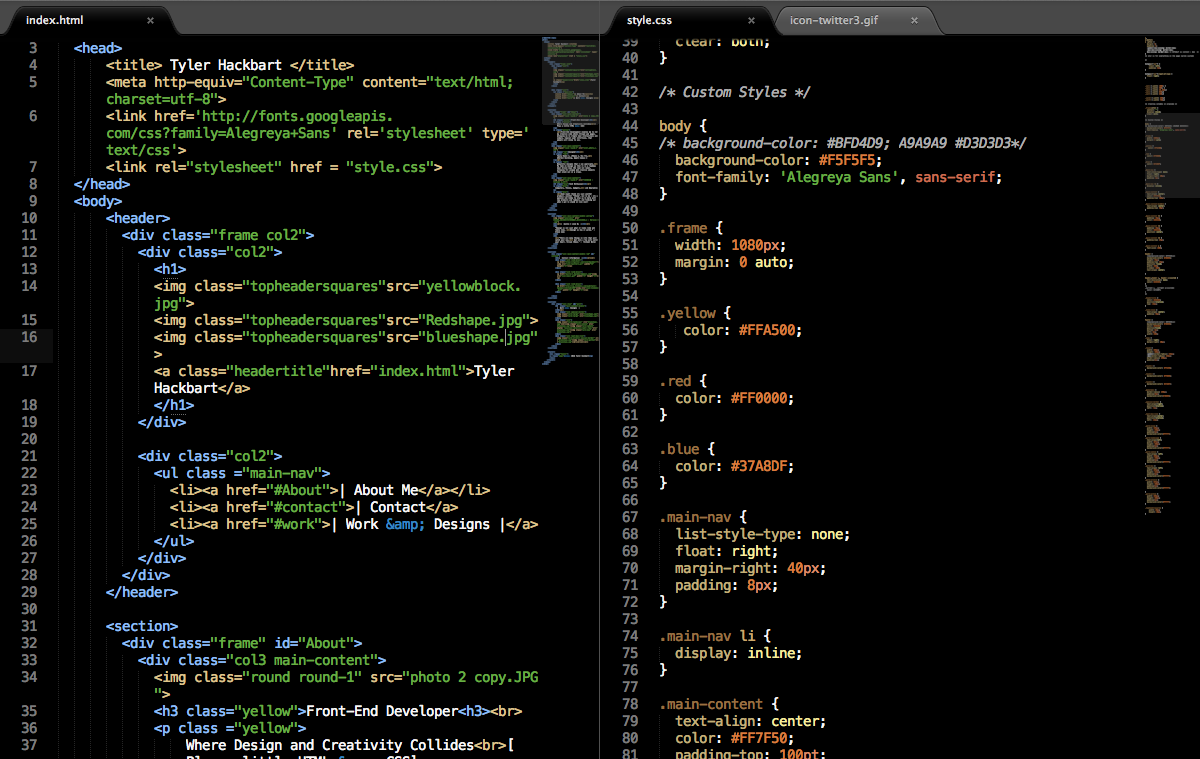 index.html ×
3 <head>
4 <title> Tyler Hackbart </title>
5 <meta http-equiv="Content-Type" content="text/html;
charset=utf-8">
6 <link href='http://fonts.googleapis.
com/css?family=Alegreya+Sans' rel='stylesheet' type='
text/css'>
7 <link rel="stylesheet" href = "style.css">
8 </head>
9 <body>
10 <header>
11 <div class="frame col2">
12 <div class="col2">
13 <h1>
14 <img class="topheadersquares"src="yellowblock.
jpg">
15 <img class="topheadersquares"src="Redshape.jpg">
16 <img class="topheadersquares"src="blueshape.jpg"
>
17 <a class="headertitle"href="index.html">Tyler
Hackbart</a>
18 </h1>
19 </div>
20
21 <div class="col2">
22 <ul class ="main-nav">
23 <li><a href="#About">| About Me</a></li>
24 <li><a href="#contact">| Contact</a>
25 <li><a href="#work">| Work &amp; Designs |</a>
26 </ul>
27 </div>
28 </div>
29 </header>
30
31 <section>
32 <div class="frame" id="About">
33 <div class="col3 main-content">
34 <img class="round round-1" src="photo 2 copy.JPG
">
35 <h3 class="yellow">Front-End Developer<h3><br>
36 <p class ="yellow">
37 Where Design and Creativity Collides<br>[
style.css ×
icon-twitter3.gif ×
39 clear: both;
40 }
41
42 /* Custom Styles */
43
44 body {
45 /* background-color: #BFD4D9; A9A9A9 #D3D3D3*/
46 background-color: #F5F5F5;
47 font-family: 'Alegreya Sans', sans-serif;
48 }
49
50 .frame {
51 width: 1080px;
52 margin: 0 auto;
53 }
54
55 .yellow {
56 color: #FFA500;
57 }
58
59 .red {
60 color: #FF0000;
61 }
62
63 .blue {
64 color: #37A8DF;
65 }
66
67 .main-nav {
68 list-style-type: none;
69 float: right;
70 margin-right: 40px;
71 padding: 8px;
72 }
73
74 .main-nav li {
75 display: inline;
76 }
77
78 .main-content {
79 text-align: center;
80 color: #FF7F50;
81 padding-top: 100pt;